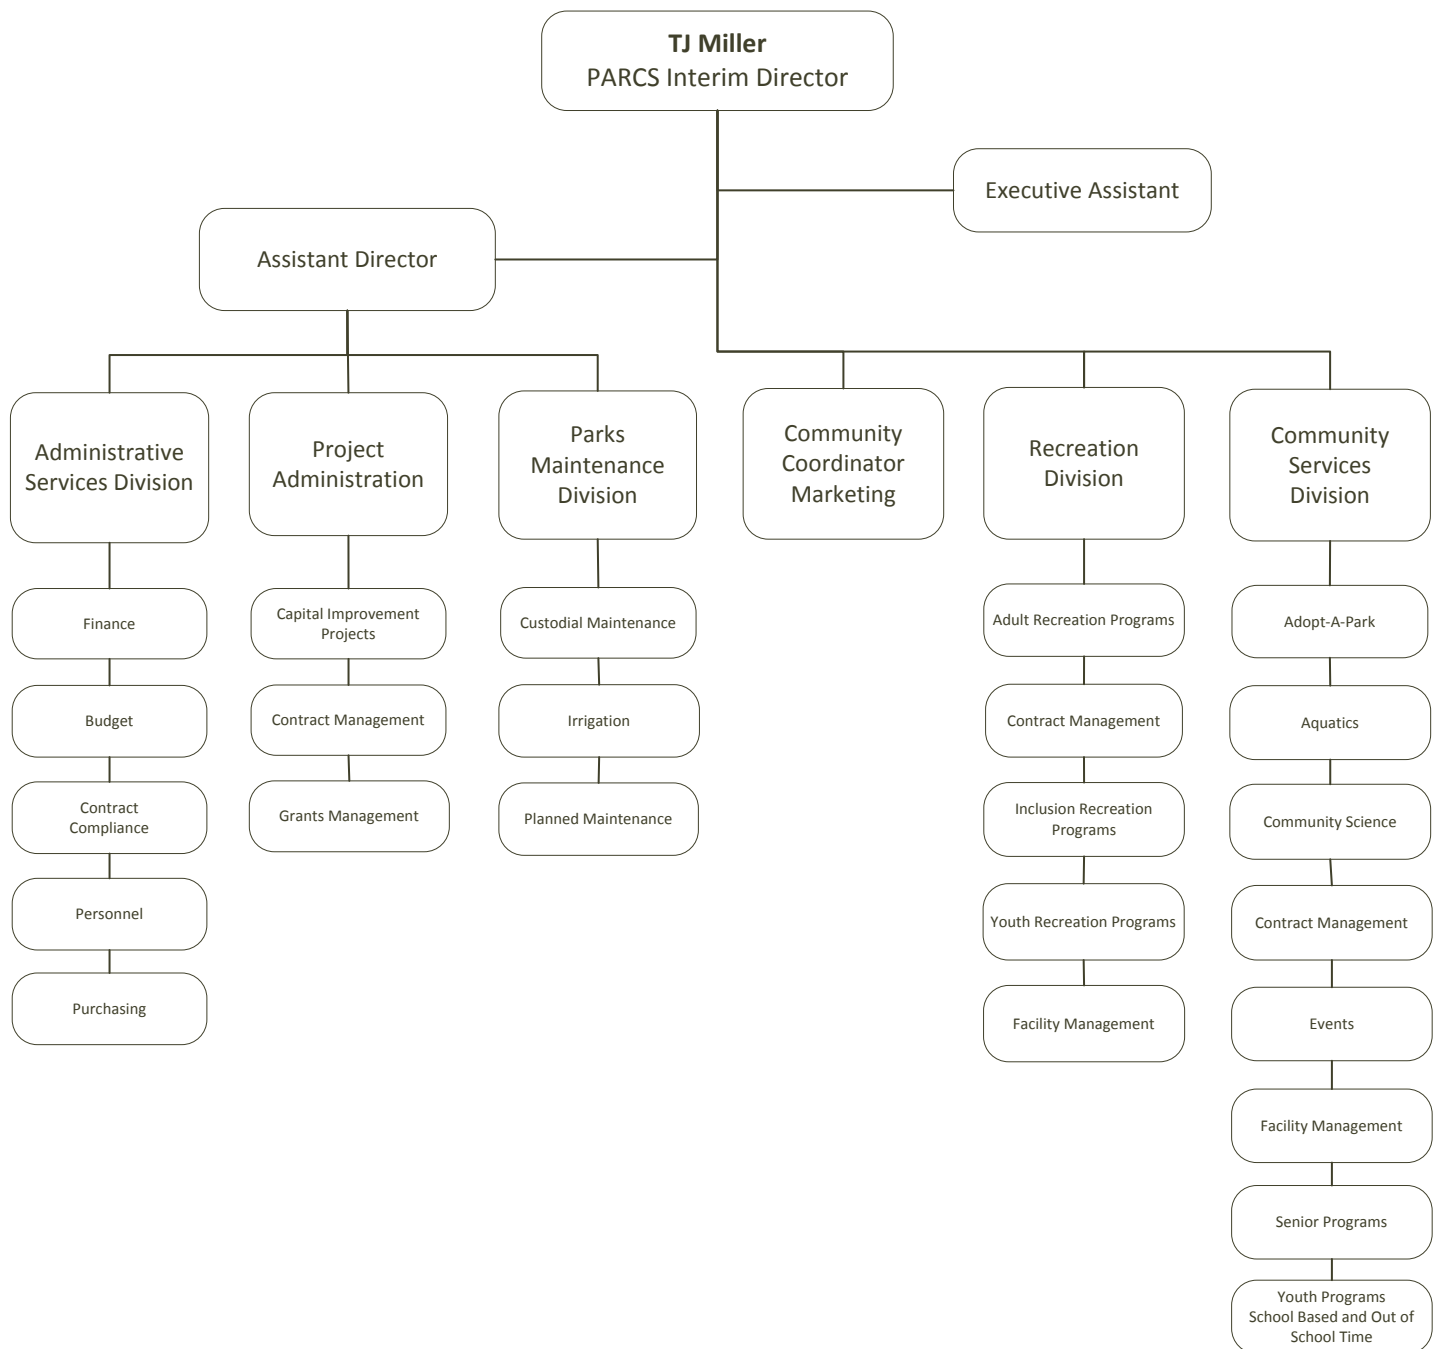 TJ Miller
PARCS Interim Director
Executive Assistant
Assistant Director
Administrative
Services Division
Finance
Budget
Contract
Compliance
Personnel
Purchasing
Project
Administration
Capital Improvement
Projects
Contract Management
Grants Management
Parks
Maintenance
Division
Custodial Maintenance
Irrigation
Planned Maintenance
Community
Coordinator
Marketing
Recreation
Division
Adult Recreation Programs
Contract Management
Inclusion Recreation
Programs
Youth Recreation Programs
Facility Management
Community
Services
Division
Adopt-A-Park
Aquatics
Community Science
Contract Management
Events
Facility Management
Senior Programs
Youth Programs
School Based and Out of
School Time